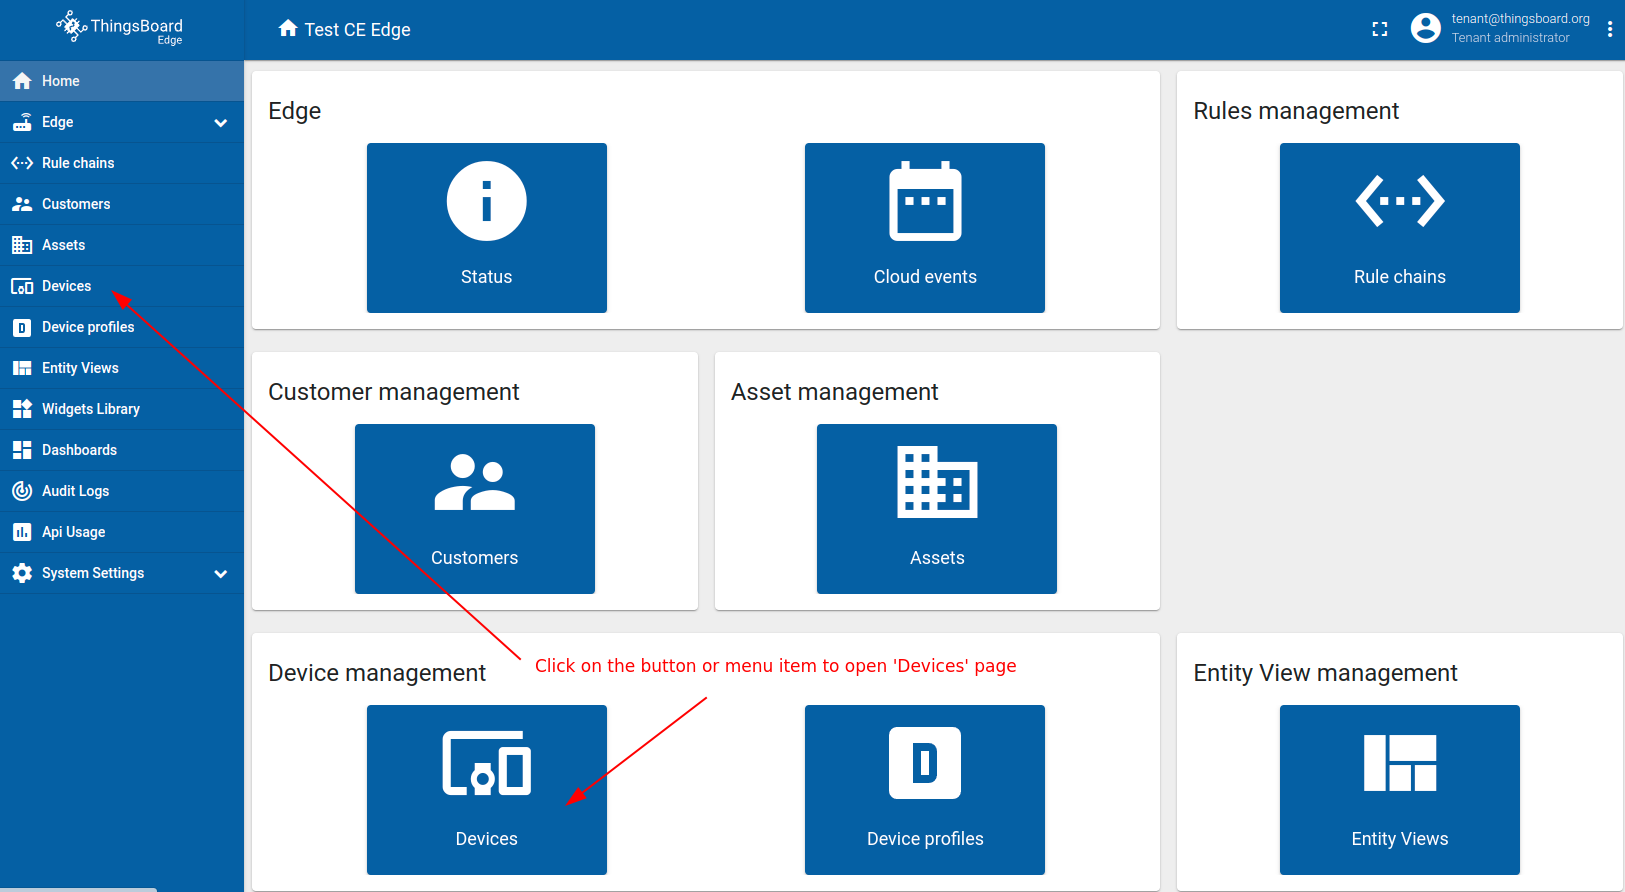 ThingsBoard
Edge
Test CE Edge
tenant@thingsboard.org
Tenant administrator
Home
Edge
Rule chains
Customers
Assets
Devices
Device profiles
Entity Views
Widgets Library
Dashboards
Audit Logs
Api Usage
System Settings
Edge
Status
Cloud events
Rules management
Rule chains
Customer management
Customers
Asset management
Assets
Device management
Click on the button or menu item to open 'Devices' page
Devices
D
Device profiles
Entity View management
Entity Views